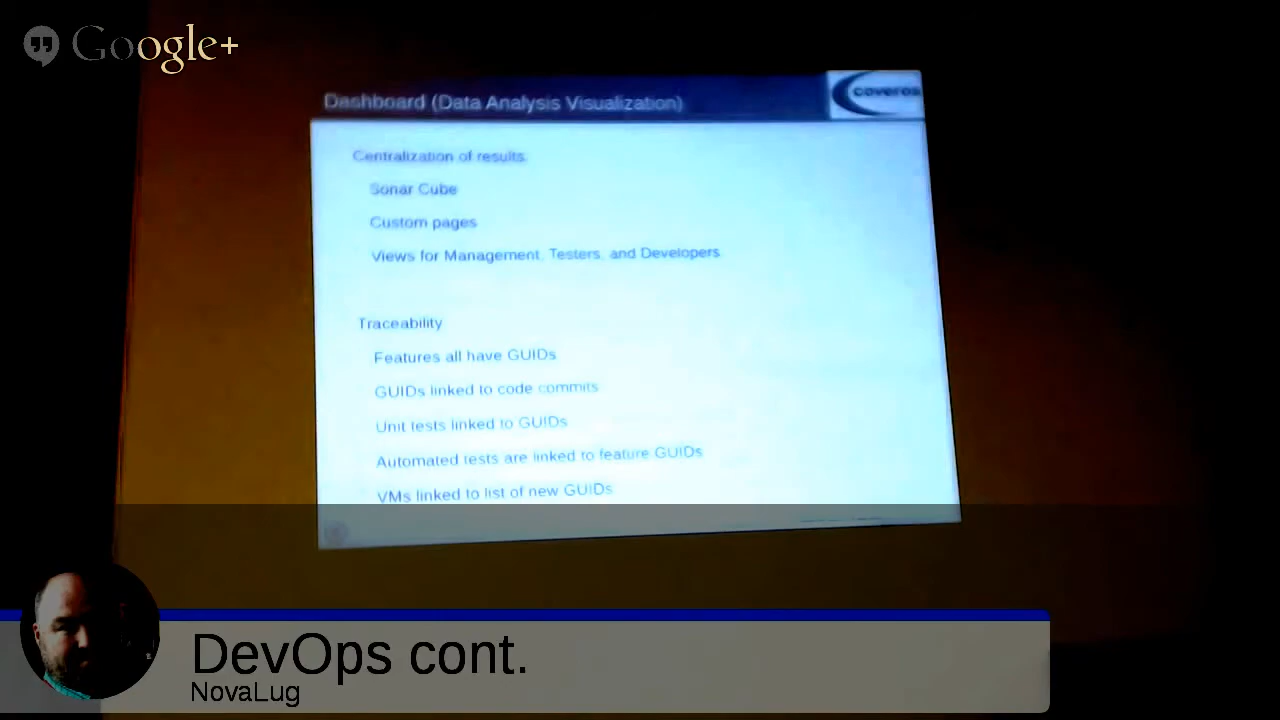 Google+
Dashboard (Data Analysis Visualization)
coveros
Centralization of results.
Sonar Cube
Custom pages
Views for Management, Testers, and Developers
Traceability
Features all have GUIDs
GUIDs linked to code commits
Unit tests linked to GUIDs
Automated tests are linked to feature GUIDs
VMs linked to list of new GUIDs
DevOps cont.
NovaLug